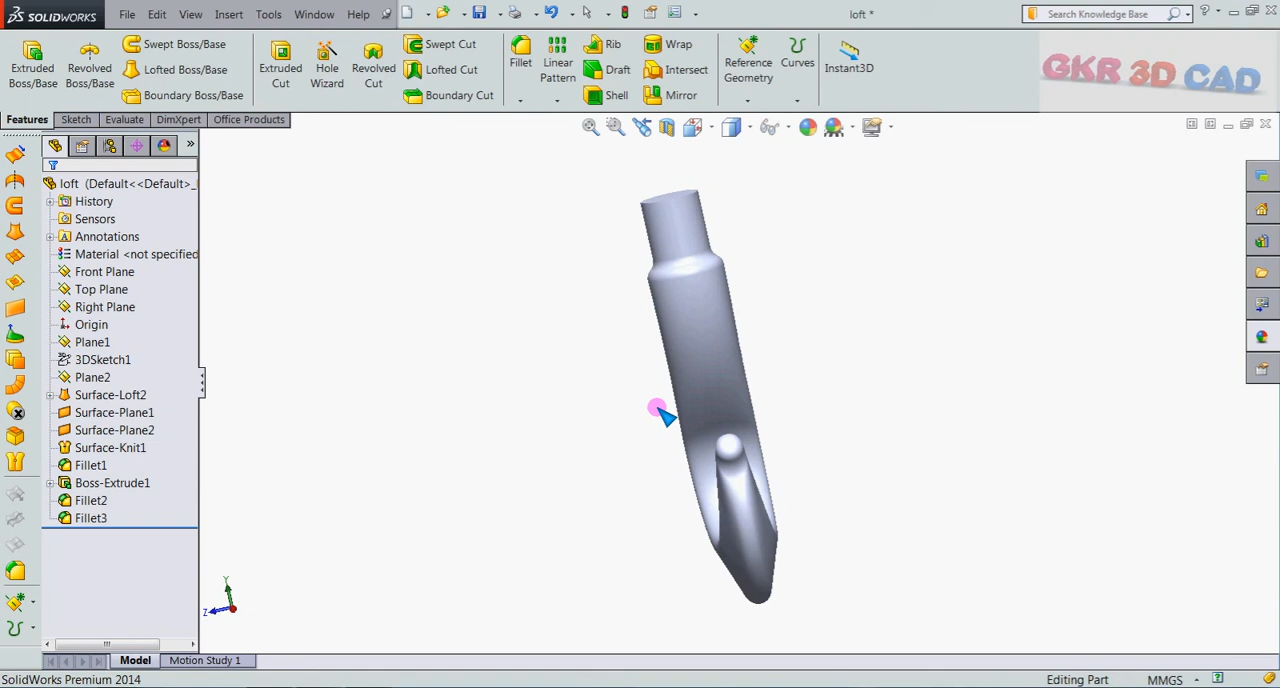 SOLIDWORKS File Edit View Insert Tools Window Help loft * Search Knowledge Base
Extruded Boss/Base
Revolved Boss/Base
Swept Boss/Base
Lofted Boss/Base
Boundary Boss/Base
Extruded Cut
Hole Wizard
Revolved Cut
Swept Cut
Lofted Cut
Boundary Cut
Fillet
Linear Pattern
Rib
Draft
Shell
Wrap
Intersect
Mirror
Reference Geometry
Curves
Instant3D
GKR 3D CAD
Features Sketch Evaluate DimXpert Office Products
loft (Default<<Default>_
History
Sensors
Annotations
Material <not specified
Front Plane
Top Plane
Right Plane
Origin
Plane1
3DSketch1
Plane2
Surface-Loft2
Surface-Plane1
Surface-Plane2
Surface-Knit1
Fillet1
Boss-Extrude1
Fillet2
Fillet3
Y
Z
Model Motion Study 1
SolidWorks Premium 2014 Editing Part MMGS